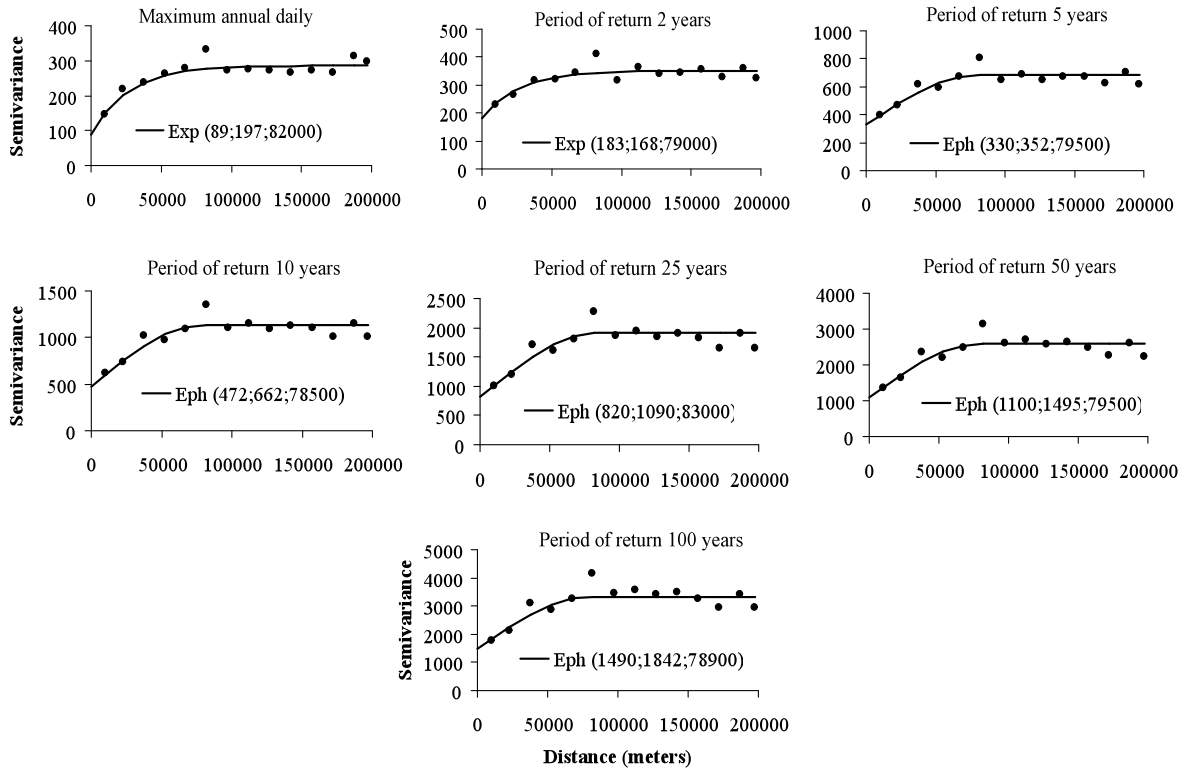 Maximum annual daily
Semivariance
400
300
200
100
0
Exp (89;197;82000)
0 50000 100000 150000 200000
Period of return 2 years
500
400
300
200
100
0
Exp (183;168;79000)
0 50000 100000 150000 200000
Period of return 5 years
1000
800
600
400
200
0
Eph (330;352;79500)
0 50000 100000 150000 200000
Period of return 10 years
Semivariance
1500
1000
500
0
Eph (472;662;78500)
0 50000 100000 150000 200000
Period of return 25 years
2500
2000
1500
1000
500
0
Eph (820;1090;83000)
0 50000 100000 150000 200000
Period of return 50 years
4000
3000
2000
1000
0
Eph (1100;1495;79500)
0 50000 100000 150000 200000
Period of return 100 years
Semivariance
5000
4000
3000
2000
1000
0
Eph (1490;1842;78900)
0 50000 100000 150000 200000
Distance (meters)